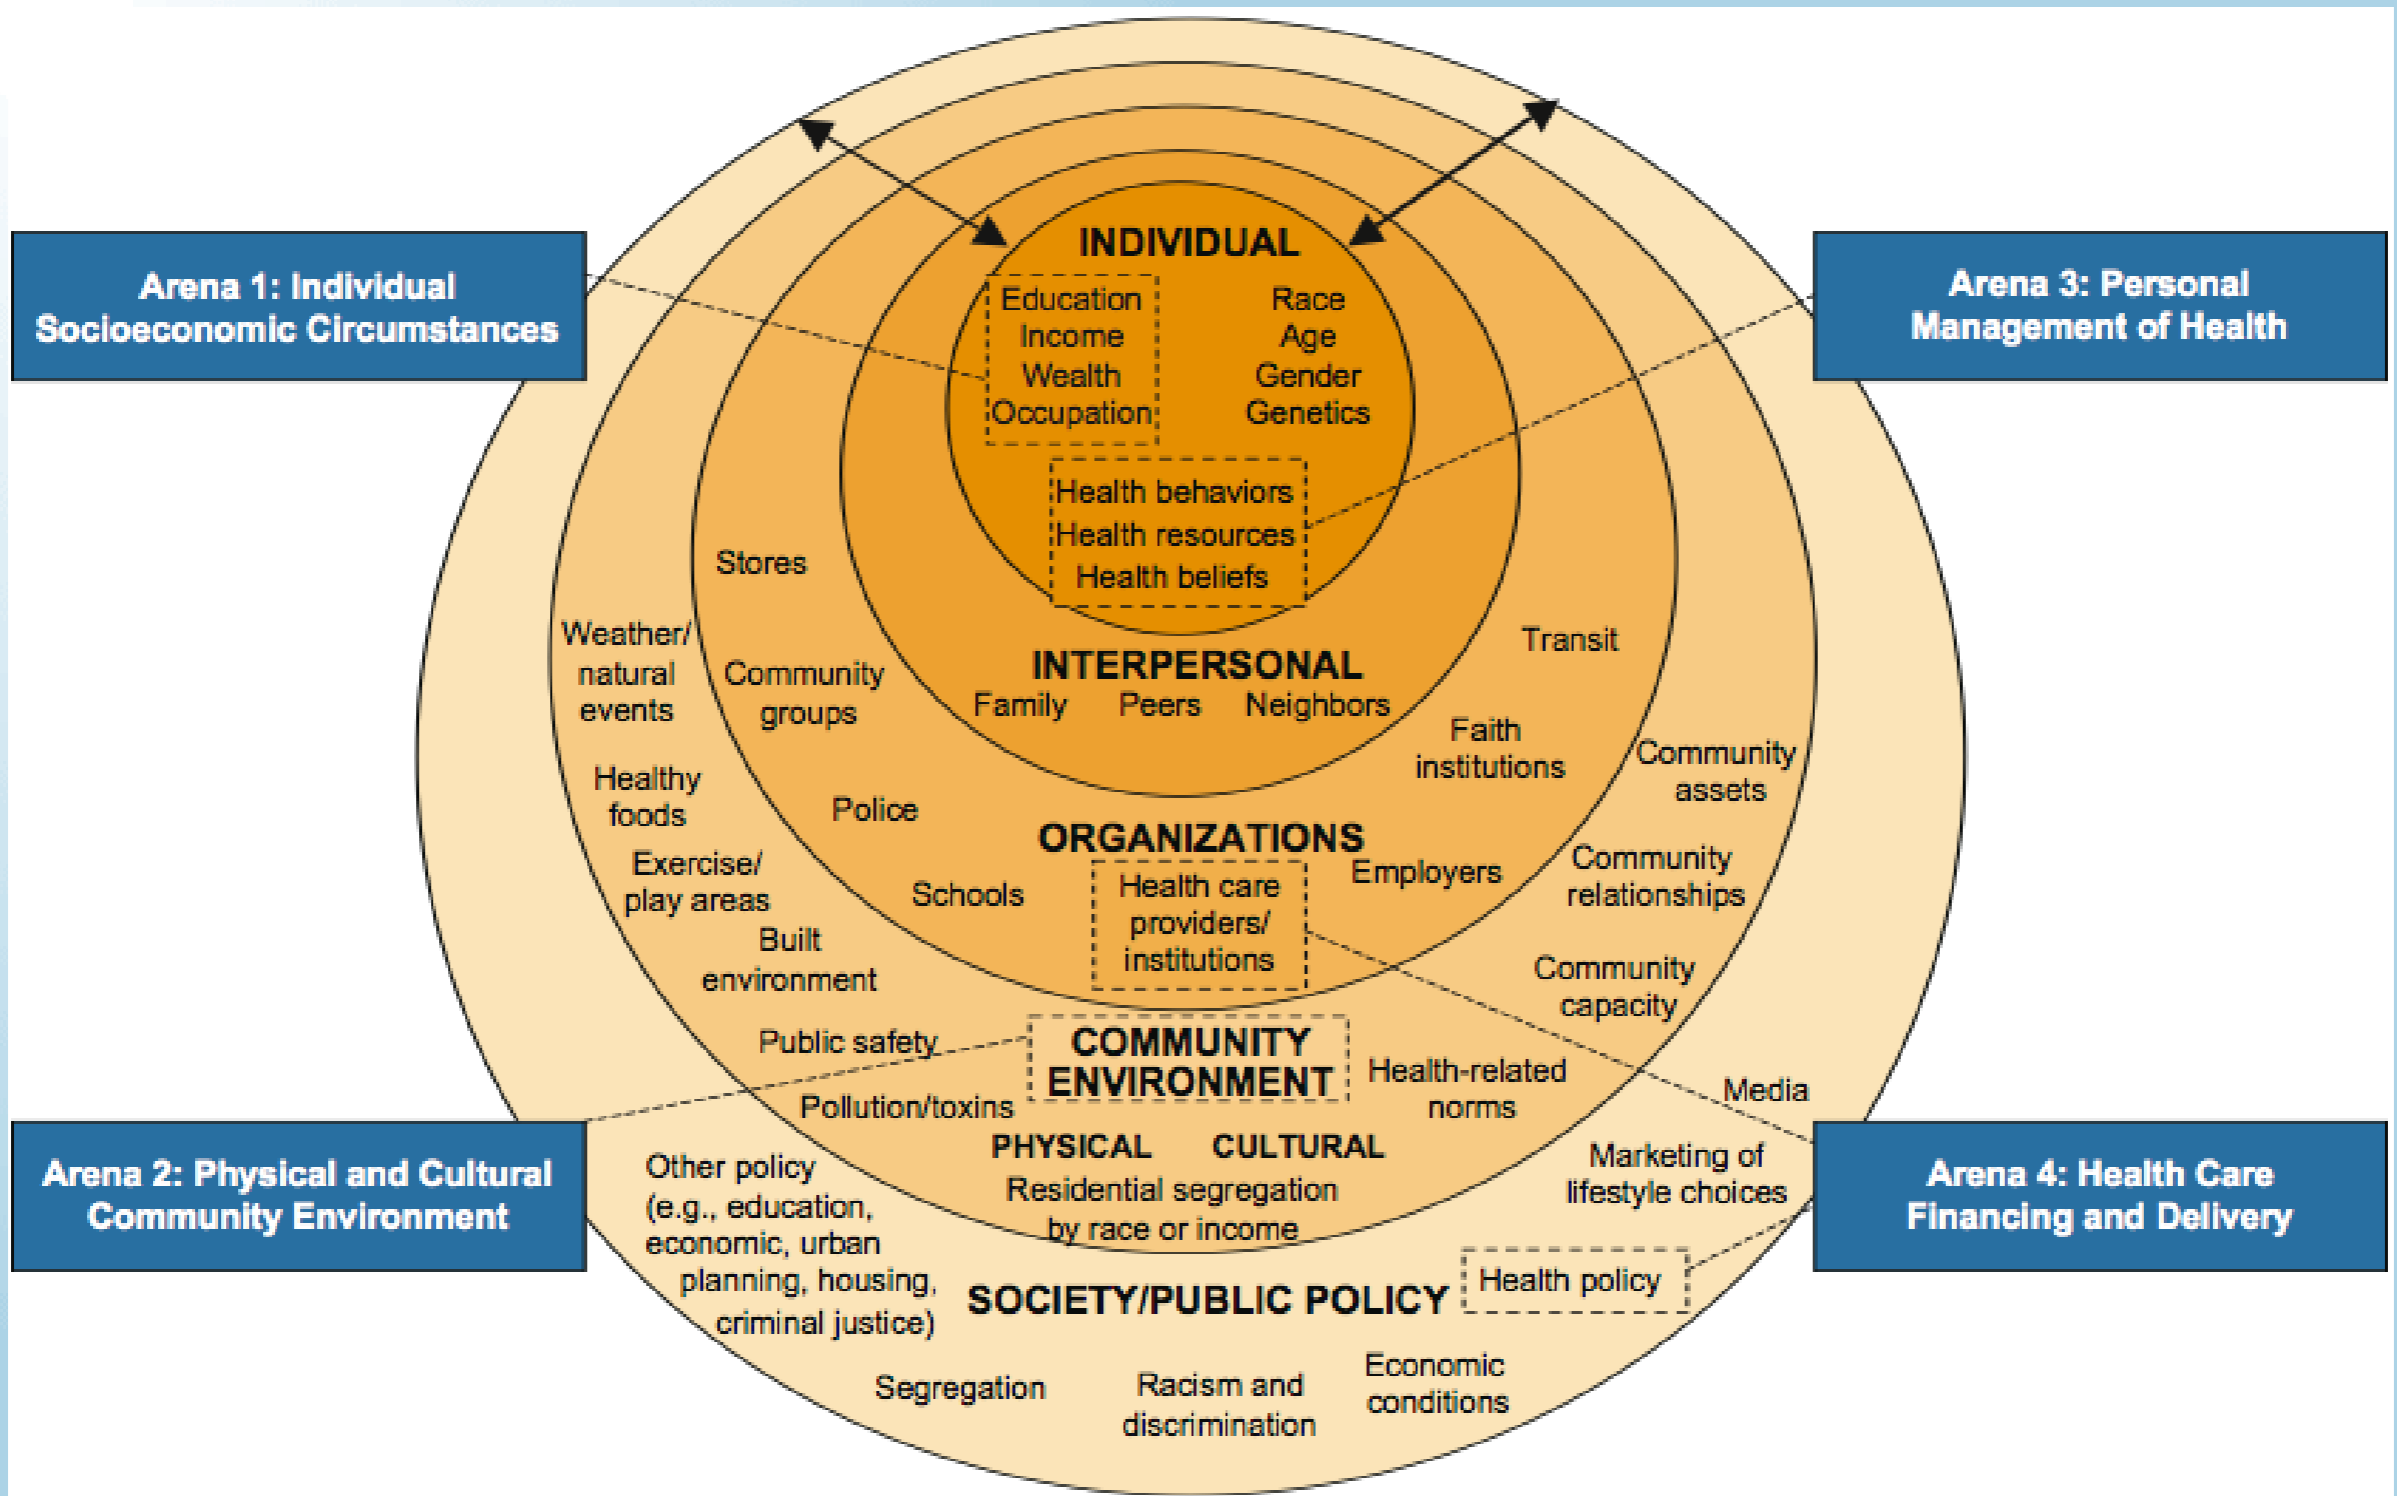 INDIVIDUAL
Arena 1: Individual
Socioeconomic Circumstances
Education
Income
Wealth
Occupation
Race
Age
Gender
Genetics
Arena 3: Personal
Management of Health
Health behaviors
Health resources
Health beliefs
INTERPERSONAL
Family Peers Neighbors
Stores
Community
groups
Police
Schools
ORGANIZATIONS
Health care
providers/
institutions
Employers
Faith
institutions
Transit
Weather/
natural
events
Healthy
foods
Exercise/
play areas
Built
environment
Public safety
Pollution/toxins
COMMUNITY
ENVIRONMENT
PHYSICAL CULTURAL
Residential segregation
by race or income
Health-related
norms
Community
capacity
Community
relationships
Community
assets
Arena 2: Physical and Cultural
Community Environment
Other policy
(e.g., education,
economic, urban
planning, housing,
criminal justice)
SOCIETY/PUBLIC POLICY
Segregation
Racism and
discrimination
Economic
conditions
Health policy
Marketing of
lifestyle choices
Media
Arena 4: Health Care
Financing and Delivery